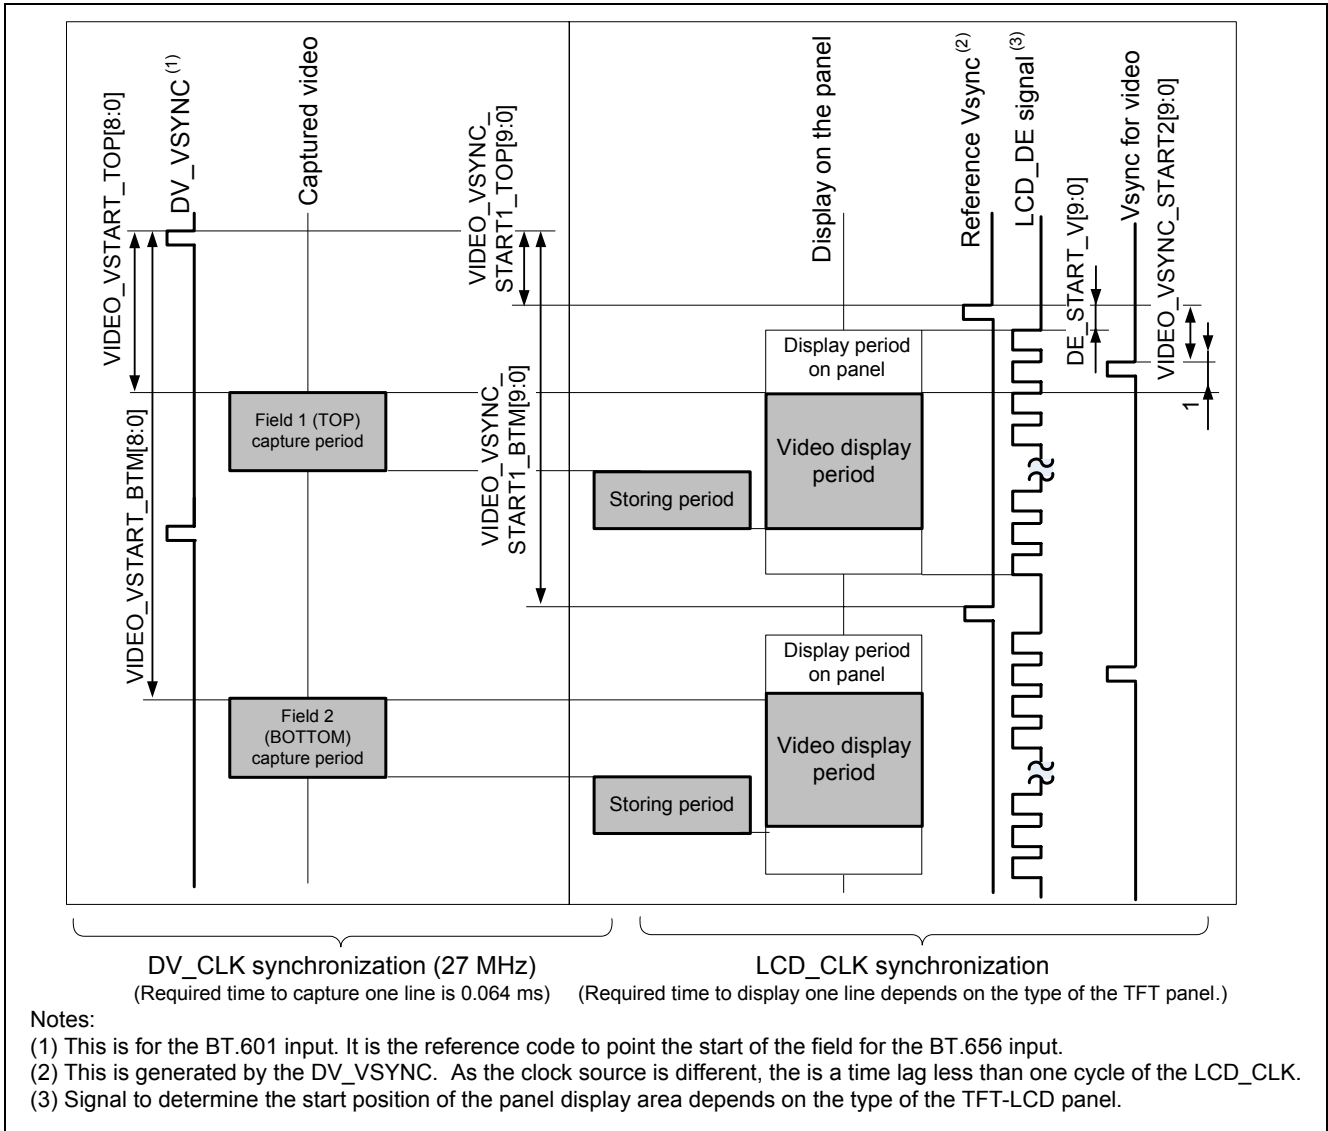 VIDEO_VSTART_TOP[8:0]
VIDEO_VSTART_BTM[8:0]
DV_VSYNC (1)
Captured video
VIDEO_VSYNC_
START1_TOP[9:0]
VIDEO_VSYNC_
START1_BTM[9:0]
Display on the panel
Reference Vsync (2)
LCD_DE signal (3)
DE_START_V[9:0]
Vsync for video
VIDEO_VSYNC_START2[9:0]
1
Display period
on panel
Field 1 (TOP)
capture period
Video display
period
Storing period
Display period
on panel
Field 2
(BOTTOM)
capture period
Video display
period
Storing period
DV_CLK synchronization (27 MHz)
(Required time to capture one line is 0.064 ms)
LCD_CLK synchronization
(Required time to display one line depends on the type of the TFT panel.)
Notes:
(1) This is for the BT.601 input. It is the reference code to point the start of the field for the BT.656 input.
(2) This is generated by the DV_VSYNC.  As the clock source is different, the is a time lag less than one cycle of the LCD_CLK.
(3) Signal to determine the start position of the panel display area depends on the type of the TFT-LCD panel.